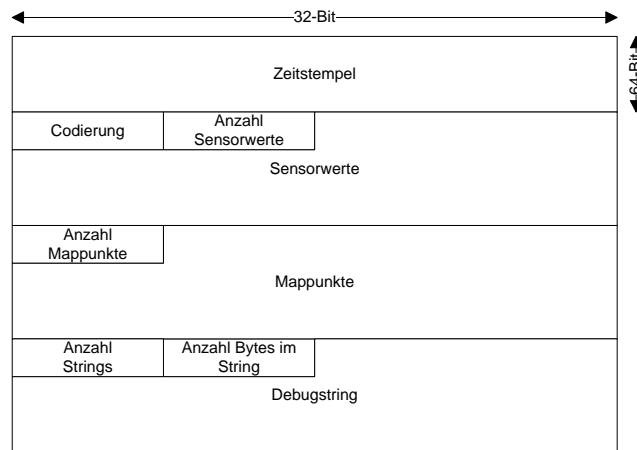 32-Bit
Zeitstempel
64-Bit
Codierung
Anzahl
Sensorwerte
Sensorwerte
Anzahl
Mappunkte
Mappunkte
Anzahl
Strings
Anzahl Bytes im
String
Debugstring